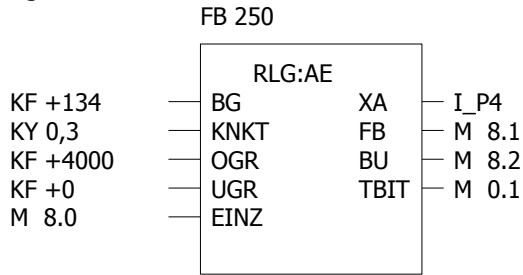 FB 250
RLG:AE
KF +134 BG XA I_P4
KY 0,3 KNKT FB M 8.1
KF +4000 OGR BU M 8.2
KF +0 UGR TBIT M 0.1
M 8.0 EINZ